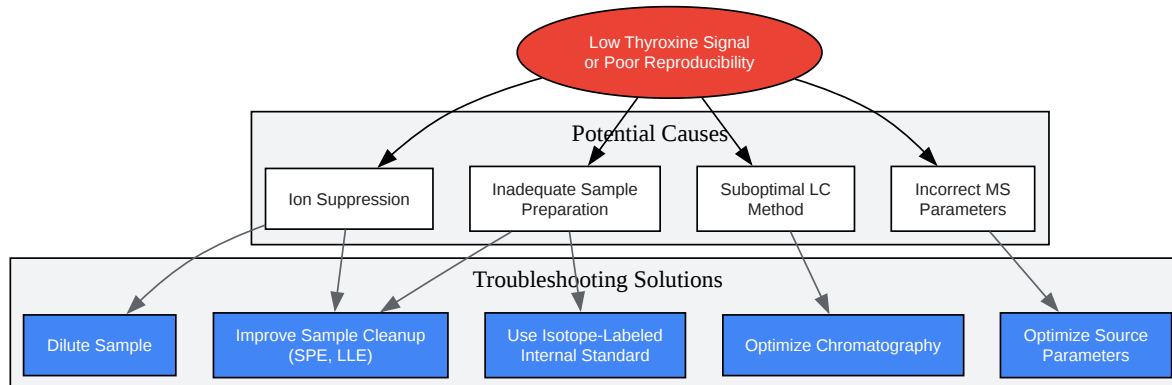 Low Thyroxine Signal
or Poor Reproducibility
Potential Causes
Ion Suppression
Inadequate Sample
Preparation
Suboptimal LC
Method
Incorrect MS
Parameters
Troubleshooting Solutions
Dilute Sample
Improve Sample Cleanup
(SPE, LLE)
Use Isotope-Labeled
Internal Standard
Optimize Chromatography
Optimize Source
Parameters